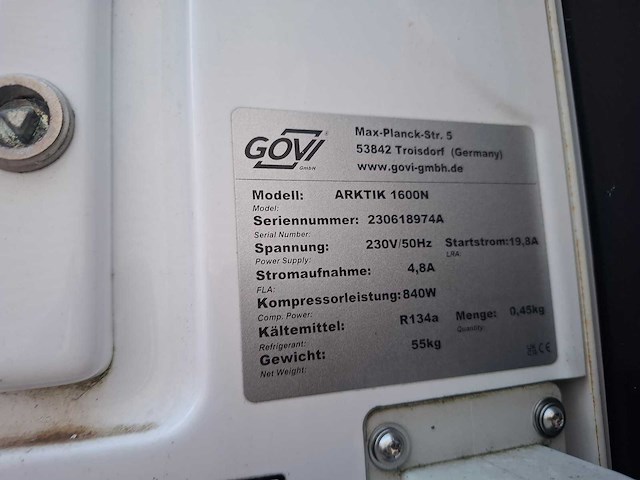 GOVI
GmbH
Max-Planck-Str. 5
53842 Troisdorf (Germany)
www.govi-gmbh.de
Modell: ARKTIK 1600N
Model:
Seriennummer: 230618974A
Serial Number:
Spannung: 230V/50Hz Startstrom:19,8A
Power Supply: LRA:
Stromaufnahme: 4,8A
FLA:
Kompressorleistung:840W
Comp. Power:
Kältemittel: R134a Menge: 0,45kg
Refrigerant: Quantity:
Gewicht: 55kg
Net Weight:
CE